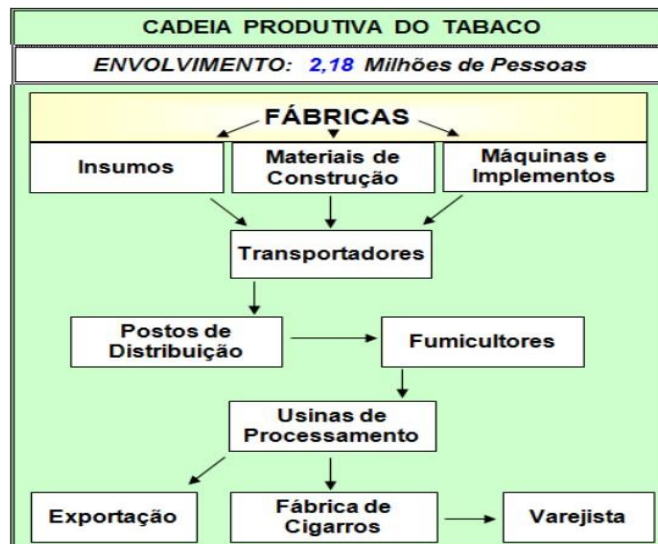 CADEIA PRODUTIVA DO TABACO
ENVOLVIMENTO: 2,18 Milhões de Pessoas
FÁBRICAS
Insumos
Materiais de
Construção
Máquinas e
Implementos
Transportadores
Postos de
Distribuição
Fumicultores
Usinas de
Processamento
Exportação
Fábrica de
Cigarros
Varejista